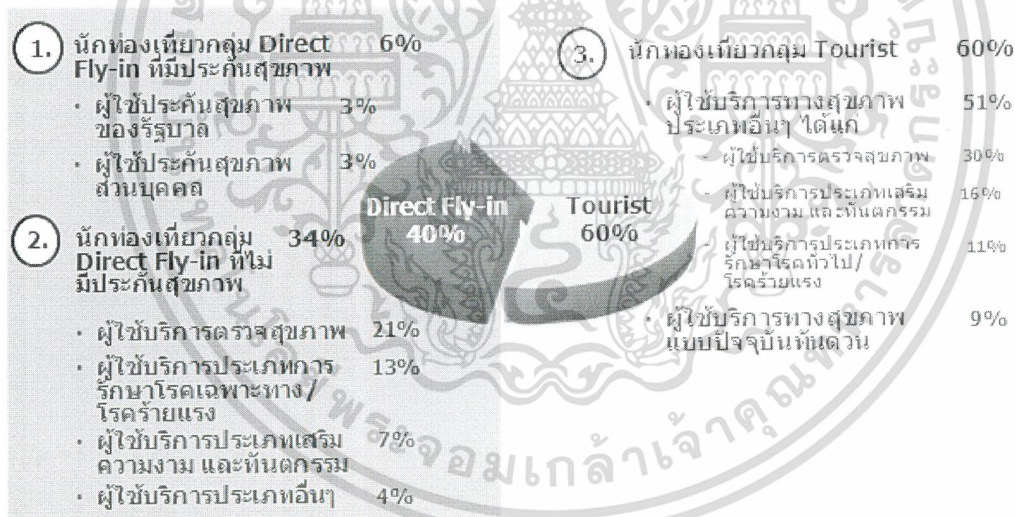 1. นักท่องเที่ยวกลุ่ม Direct 6%
Fly-in ที่มีประกันสุขภาพ
· ผู้ใช้ประกันสุขภาพ 3%
ของรัฐบาล
· ผู้ใช้ประกันสุขภาพ 3%
ส่วนบุคคล
2. นักท่องเที่ยวกลุ่ม 34%
Direct Fly-in ที่ไม่
มีประกันสุขภาพ
· ผู้ใช้บริการตรวจสุขภาพ 21%
· ผู้ใช้บริการประเภทการ 13%
รักษาโรคเฉพาะทาง/
โรคร้ายแรง
· ผู้ใช้บริการประเภทเสริม 7%
ความงาม และทันตกรรม
· ผู้ใช้บริการประเภทอื่นๆ 4%
Direct Fly-in
40%
Tourist
60%
3. นักท่องเที่ยวกลุ่ม Tourist 60%
· ผู้ใช้บริการทางสุขภาพ 51%
ประเภทอื่นๆ ได้แก่
- ผู้ใช้บริการตรวจสุขภาพ 30%
- ผู้ใช้บริการประเภทเสริม 16%
ความงาม และทันตกรรม
- ผู้ใช้บริการประเภทการ 11%
รักษาโรคทั่วไป/
โรคร้ายแรง
· ผู้ใช้บริการทางสุขภาพ 9%
แบบปัจจุบันทันด่วน
พระจอมเกล้าเจ้าคุณทหาร